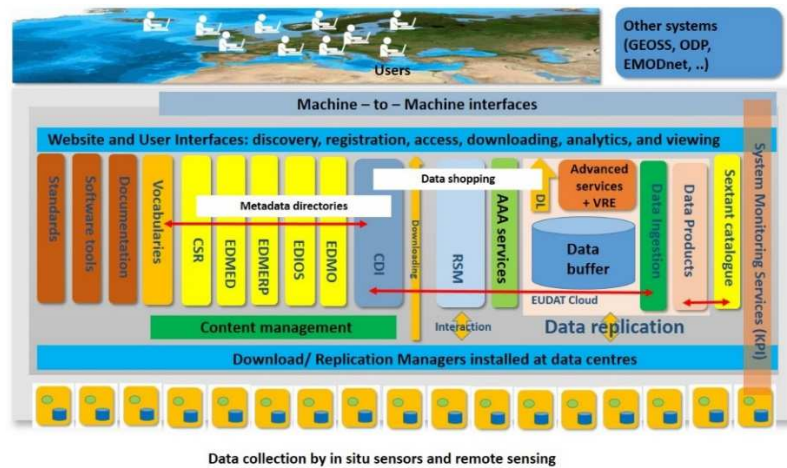 Other systems
(GEOSS, ODP,
EMODnet, ..)
Users
Machine – to – Machine interfaces
Website and User Interfaces: discovery, registration, access, downloading, analytics, and viewing
Standards
Software tools
Documentation
Vocabularies
Metadata directories
CSR
EDMED
EDMERP
EDIOS
EDMO
CDI
Data shopping
Downloading
RSM
AAA services
DL
Advanced
services
+ VRE
Data
buffer
EUDAT Cloud
Data Ingestion
Data Products
Sextant catalogue
System Monitoring Services (KPI)
Content management
Interaction
Data replication
Download/ Replication Managers installed at data centres
Data collection by in situ sensors and remote sensing